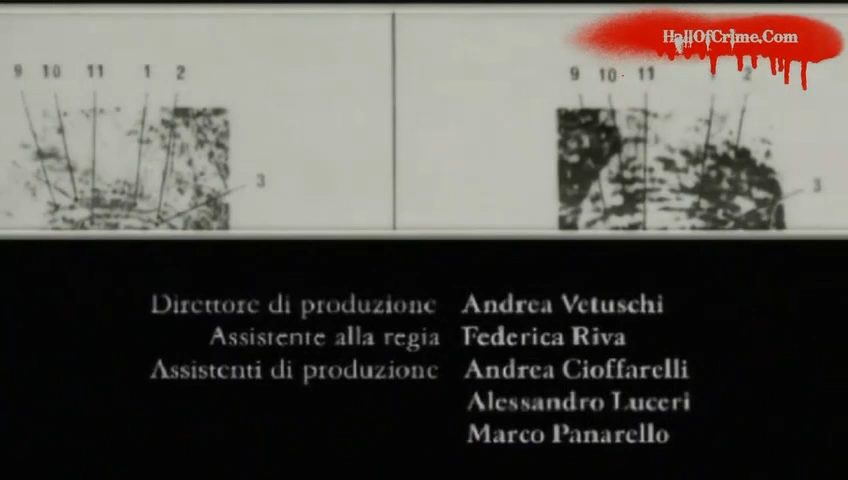 HallOfCrime.Com
9 10 11 1 2
9 10 11 2
3
3
Direttore di produzione Andrea Vetuschi
Assistente alla regia Federica Riva
Assistenti di produzione Andrea Cioffarelli
Alessandro Luceri
Marco Panarello